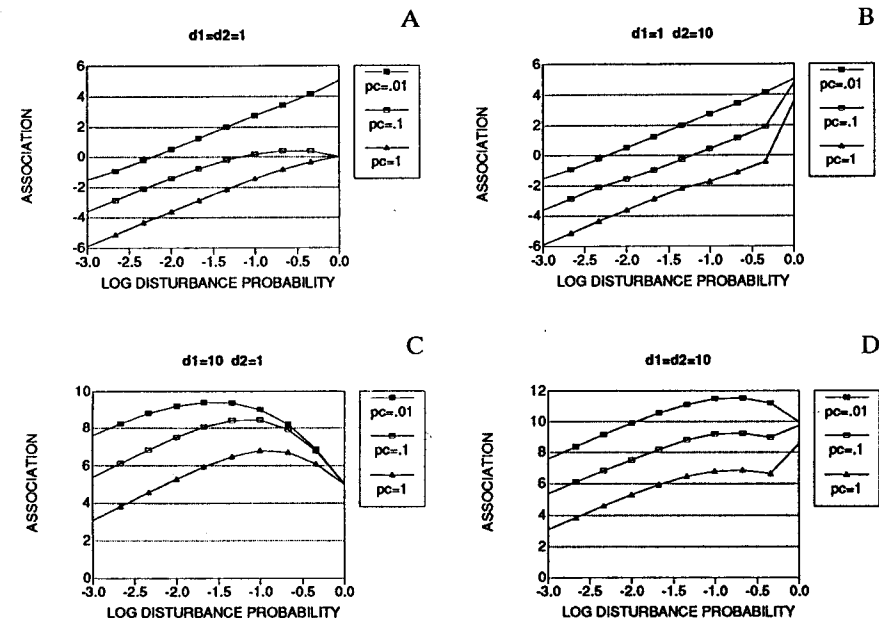 A
d1=d2=1
6
4
2
0
-2
-4
-6
ASSOCIATION
-3.0 -2.5 -2.0 -1.5 -1.0 -0.5 0.0
LOG DISTURBANCE PROBABILITY
pc=.01
pc=.1
pc=1
B
d1=1 d2=10
6
4
2
0
-2
-4
-6
ASSOCIATION
-3.0 -2.5 -2.0 -1.5 -1.0 -0.5 0.0
LOG DISTURBANCE PROBABILITY
pc=.01
pc=.1
pc=1
C
d1=10 d2=1
10
8
6
4
2
0
ASSOCIATION
-3.0 -2.5 -2.0 -1.5 -1.0 -0.5 0.0
LOG DISTURBANCE PROBABILITY
pc=.01
pc=.1
pc=1
D
d1=d2=10
12
10
8
6
4
2
0
ASSOCIATION
-3.0 -2.5 -2.0 -1.5 -1.0 -0.5 0.0
LOG DISTURBANCE PROBABILITY
pc=.01
pc=.1
pc=1